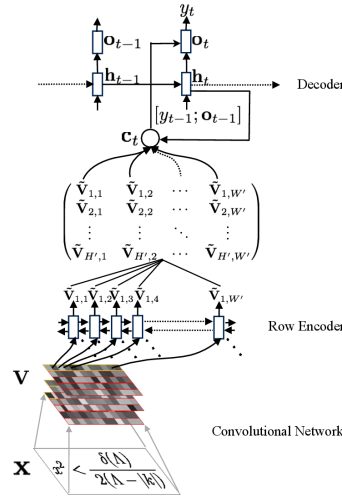 y_t
o_{t−1} o_t
h_{t−1} h_t Decoder
[y_{t−1}; o_{t−1}]
c_t
Ṽ_{1,1} Ṽ_{1,2} ⋯ Ṽ_{1,W'}
Ṽ_{2,1} Ṽ_{2,2} ⋯ Ṽ_{2,W'}
⋮ ⋮ ⋱ ⋮
Ṽ_{H',1} Ṽ_{H',2} ⋯ Ṽ_{H',W'}
Ṽ_{1,1} Ṽ_{1,2} Ṽ_{1,3} Ṽ_{1,4} Ṽ_{1,W'}
Row Encoder
V
Convolutional Network
X < δ(Λ) / 2(Λ − |k|)